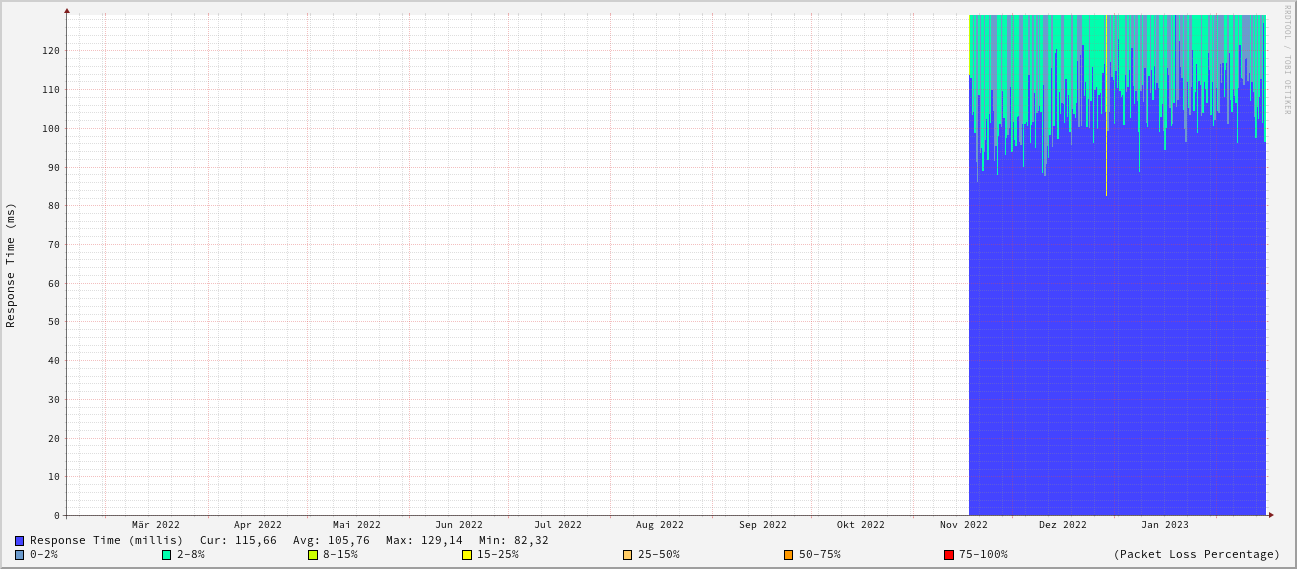 RRDTOOL / TOBI OETIKER
Response Time (ms)
120
110
100
90
80
70
60
50
40
30
20
10
0
Mär 2022 Apr 2022 Mai 2022 Jun 2022 Jul 2022 Aug 2022 Sep 2022 Okt 2022 Nov 2022 Dez 2022 Jan 2023
Response Time (millis) Cur: 115,66 Avg: 105,76 Max: 129,14 Min: 82,32
0-2% 2-8% 8-15% 15-25% 25-50% 50-75% 75-100% (Packet Loss Percentage)